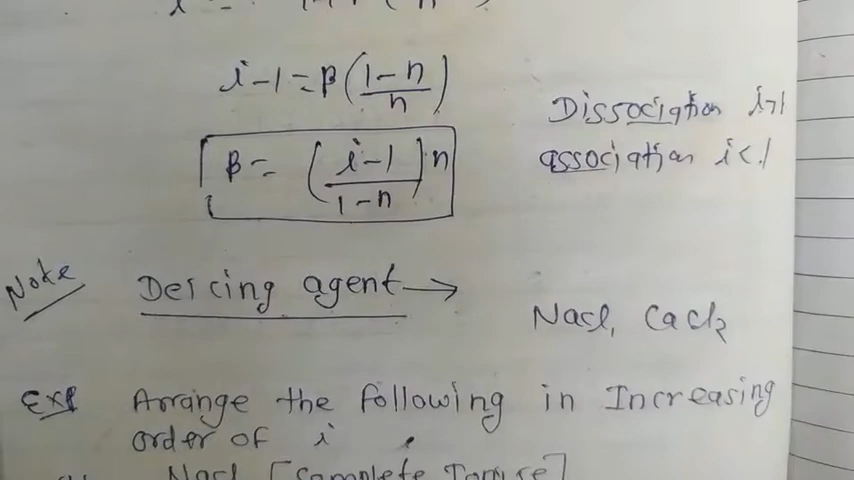 i-1=β(1-n/n)
β = (i-1/1-n)n
Dissociation i>1
association i<1
Note Deicing agent →
NaCl, CaCl2
Exp Arrange the following in Increasing
order of i
NaCl [Complete Ionise]